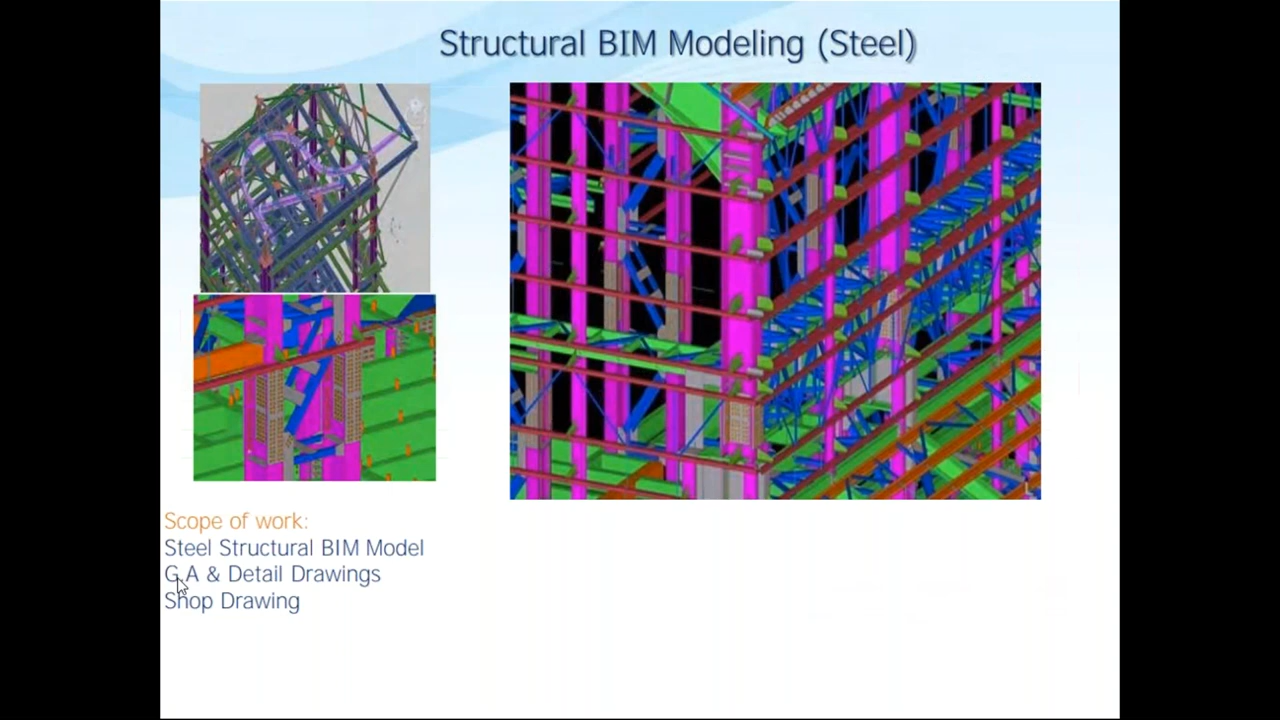 Structural BIM Modeling (Steel)
Scope of work:
Steel Structural BIM Model
G.A & Detail Drawings
Shop Drawing